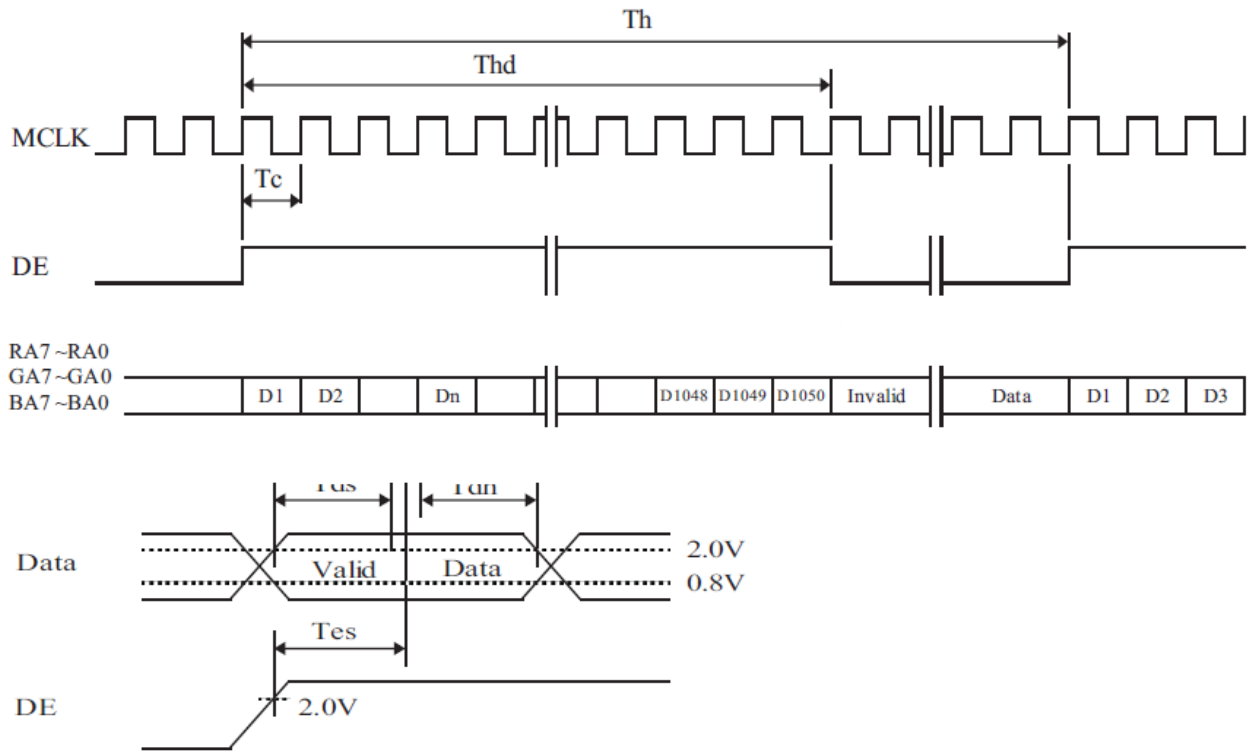 Th
Thd
MCLK
Tc
DE
RA7 ~RA0
GA7 ~GA0
BA7 ~BA0
D1 D2 Dn D1048 D1049 D1050 Invalid Data D1 D2 D3
Data
Valid Data
2.0V
0.8V
Tes
DE
2.0V